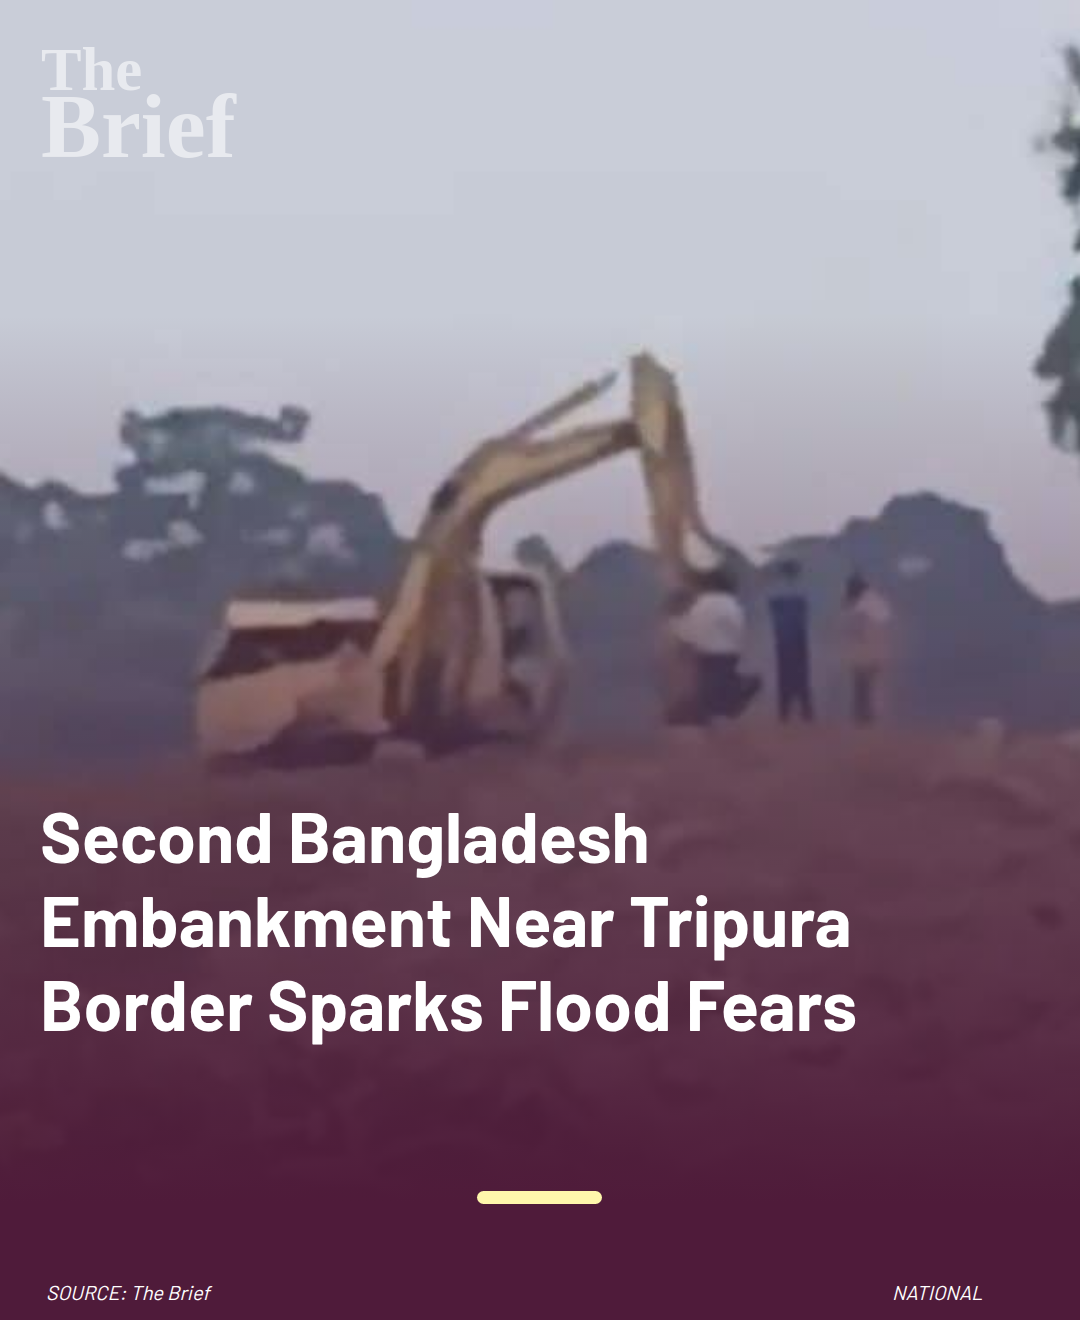 The
Brief
Second Bangladesh
Embankment Near Tripura
Border Sparks Flood Fears
SOURCE: The Brief
NATIONAL